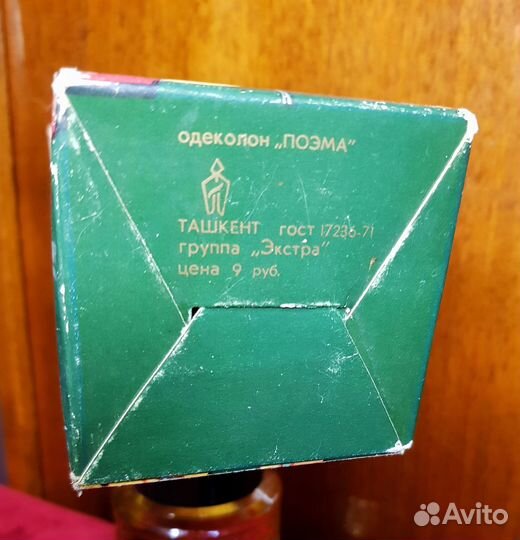 одеколон „ПОЭМА"
ТАШКЕНТ ГОСТ 17236-71
группа „Экстра"
цена 9 руб.
Avito